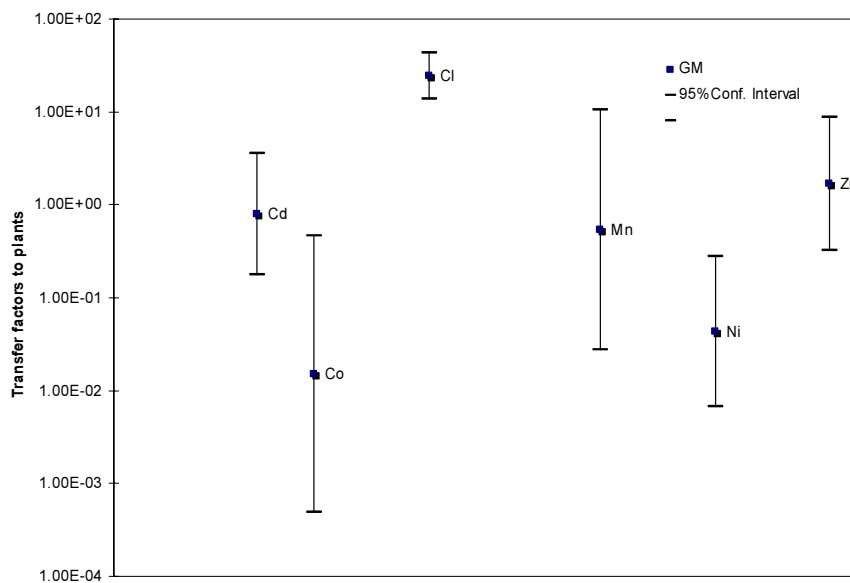 1.00E+02
1.00E+01
1.00E+00
1.00E-01
1.00E-02
1.00E-03
1.00E-04
Transfer factors to plants
Cd
Co
Cl
Mn
Ni
GM
95%Conf. Interval